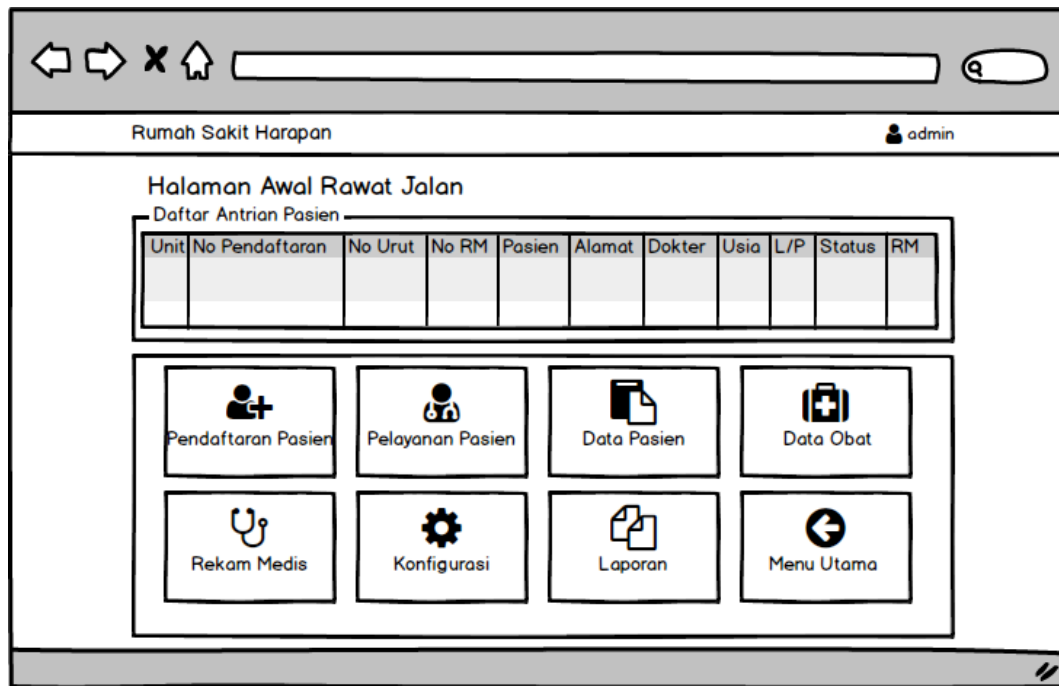 Rumah Sakit Harapan admin
Halaman Awal Rawat Jalan
Daftar Antrian Pasien
Unit No Pendaftaran No Urut No RM Pasien Alamat Dokter Usia L/P Status RM
Pendaftaran Pasien Pelayanan Pasien Data Pasien Data Obat
Rekam Medis Konfigurasi Laporan Menu Utama